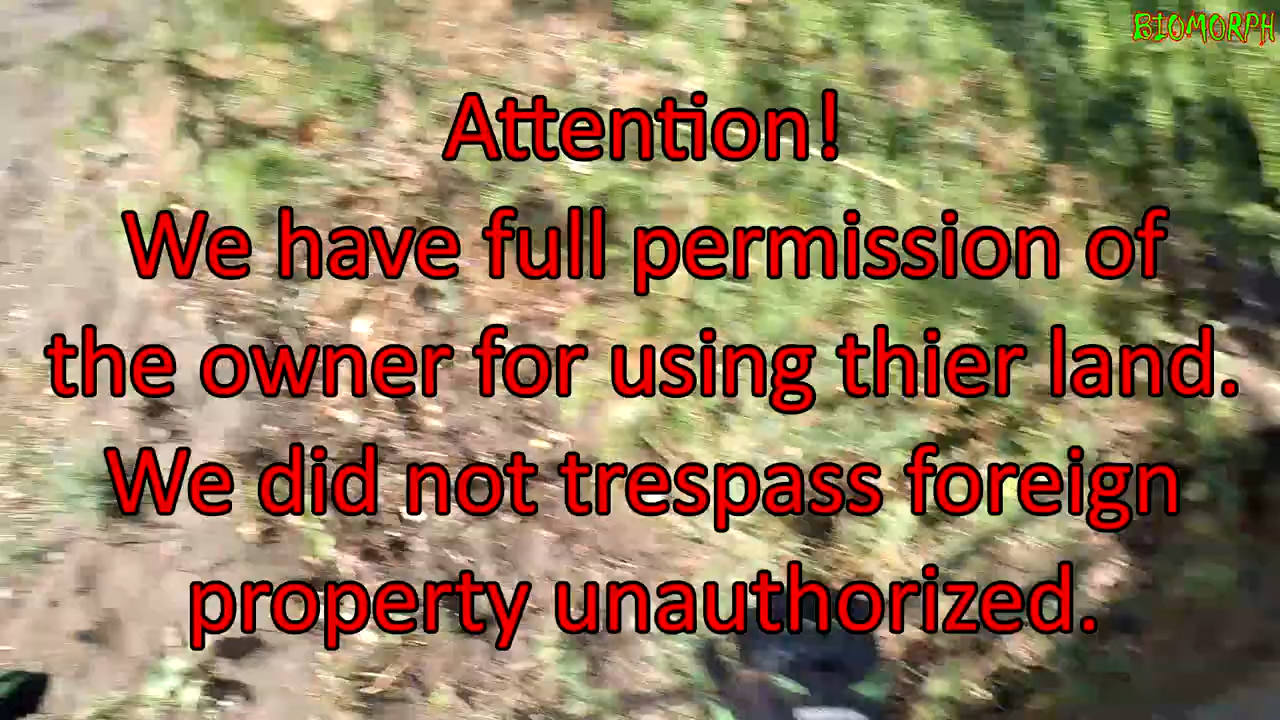 BIOMORPH
Attention!
We have full permission of
the owner for using thier land.
We did not trespass foreign
property unauthorized.